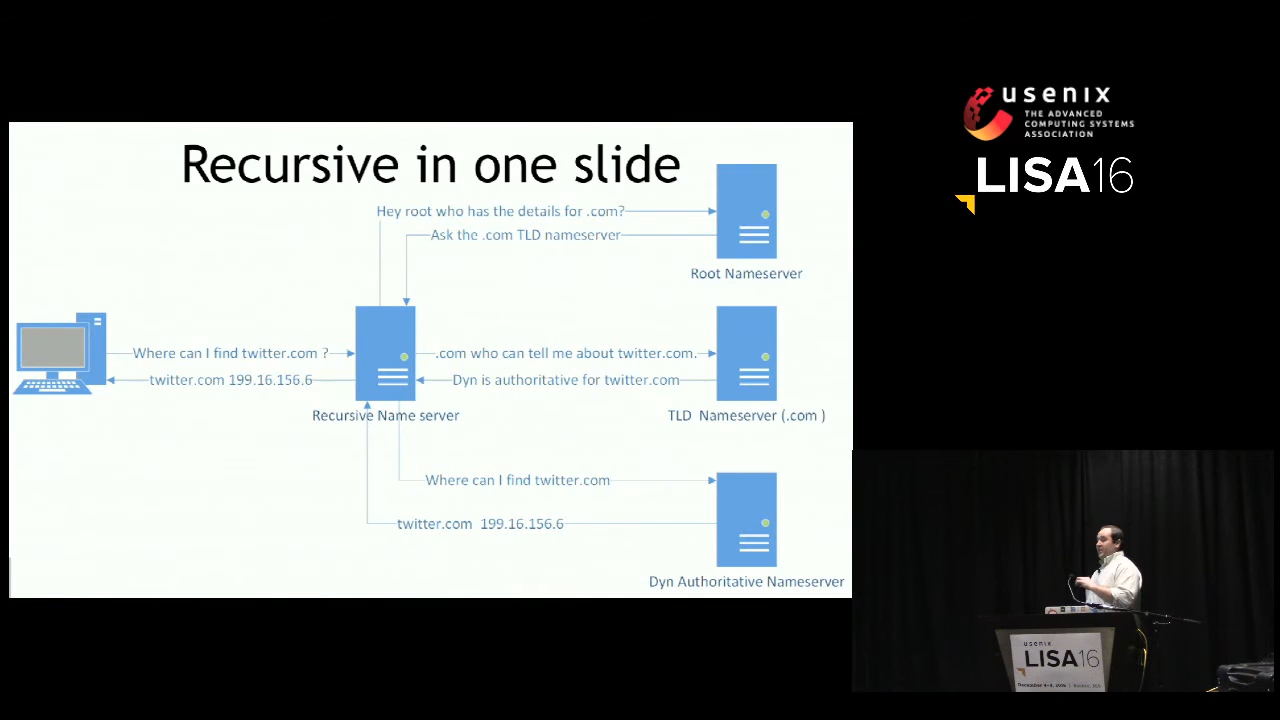 Recursive in one slide
Hey root who has the details for .com?
Ask the .com TLD nameserver
Root Nameserver
Where can I find twitter.com ?
twitter.com 199.16.156.6
Recursive Name server
.com who can tell me about twitter.com.
Dyn is authoritative for twitter.com
TLD Nameserver (.com )
Where can I find twitter.com
twitter.com 199.16.156.6
Dyn Authoritative Nameserver
usenix
THE ADVANCED
COMPUTING SYSTEMS
ASSOCIATION
LISA16
usenix
LISA16